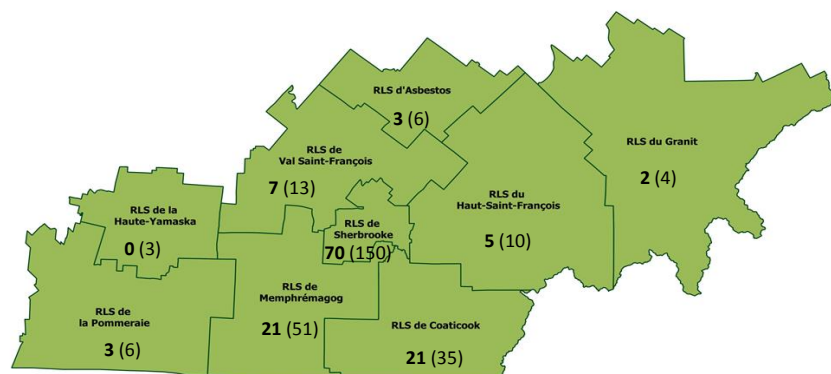 RLS d'Asbestos
3 (6)
RLS du Granit
2 (4)
RLS de
Val Saint-François
7 (13)
RLS du
Haut-Saint-François
5 (10)
RLS de la
Haute-Yamaska
0 (3)
RLS de
Sherbrooke
70 (150)
RLS de
la Pommeraie
3 (6)
RLS de
Memphrémagog
21 (51)
RLS de Coaticook
21 (35)